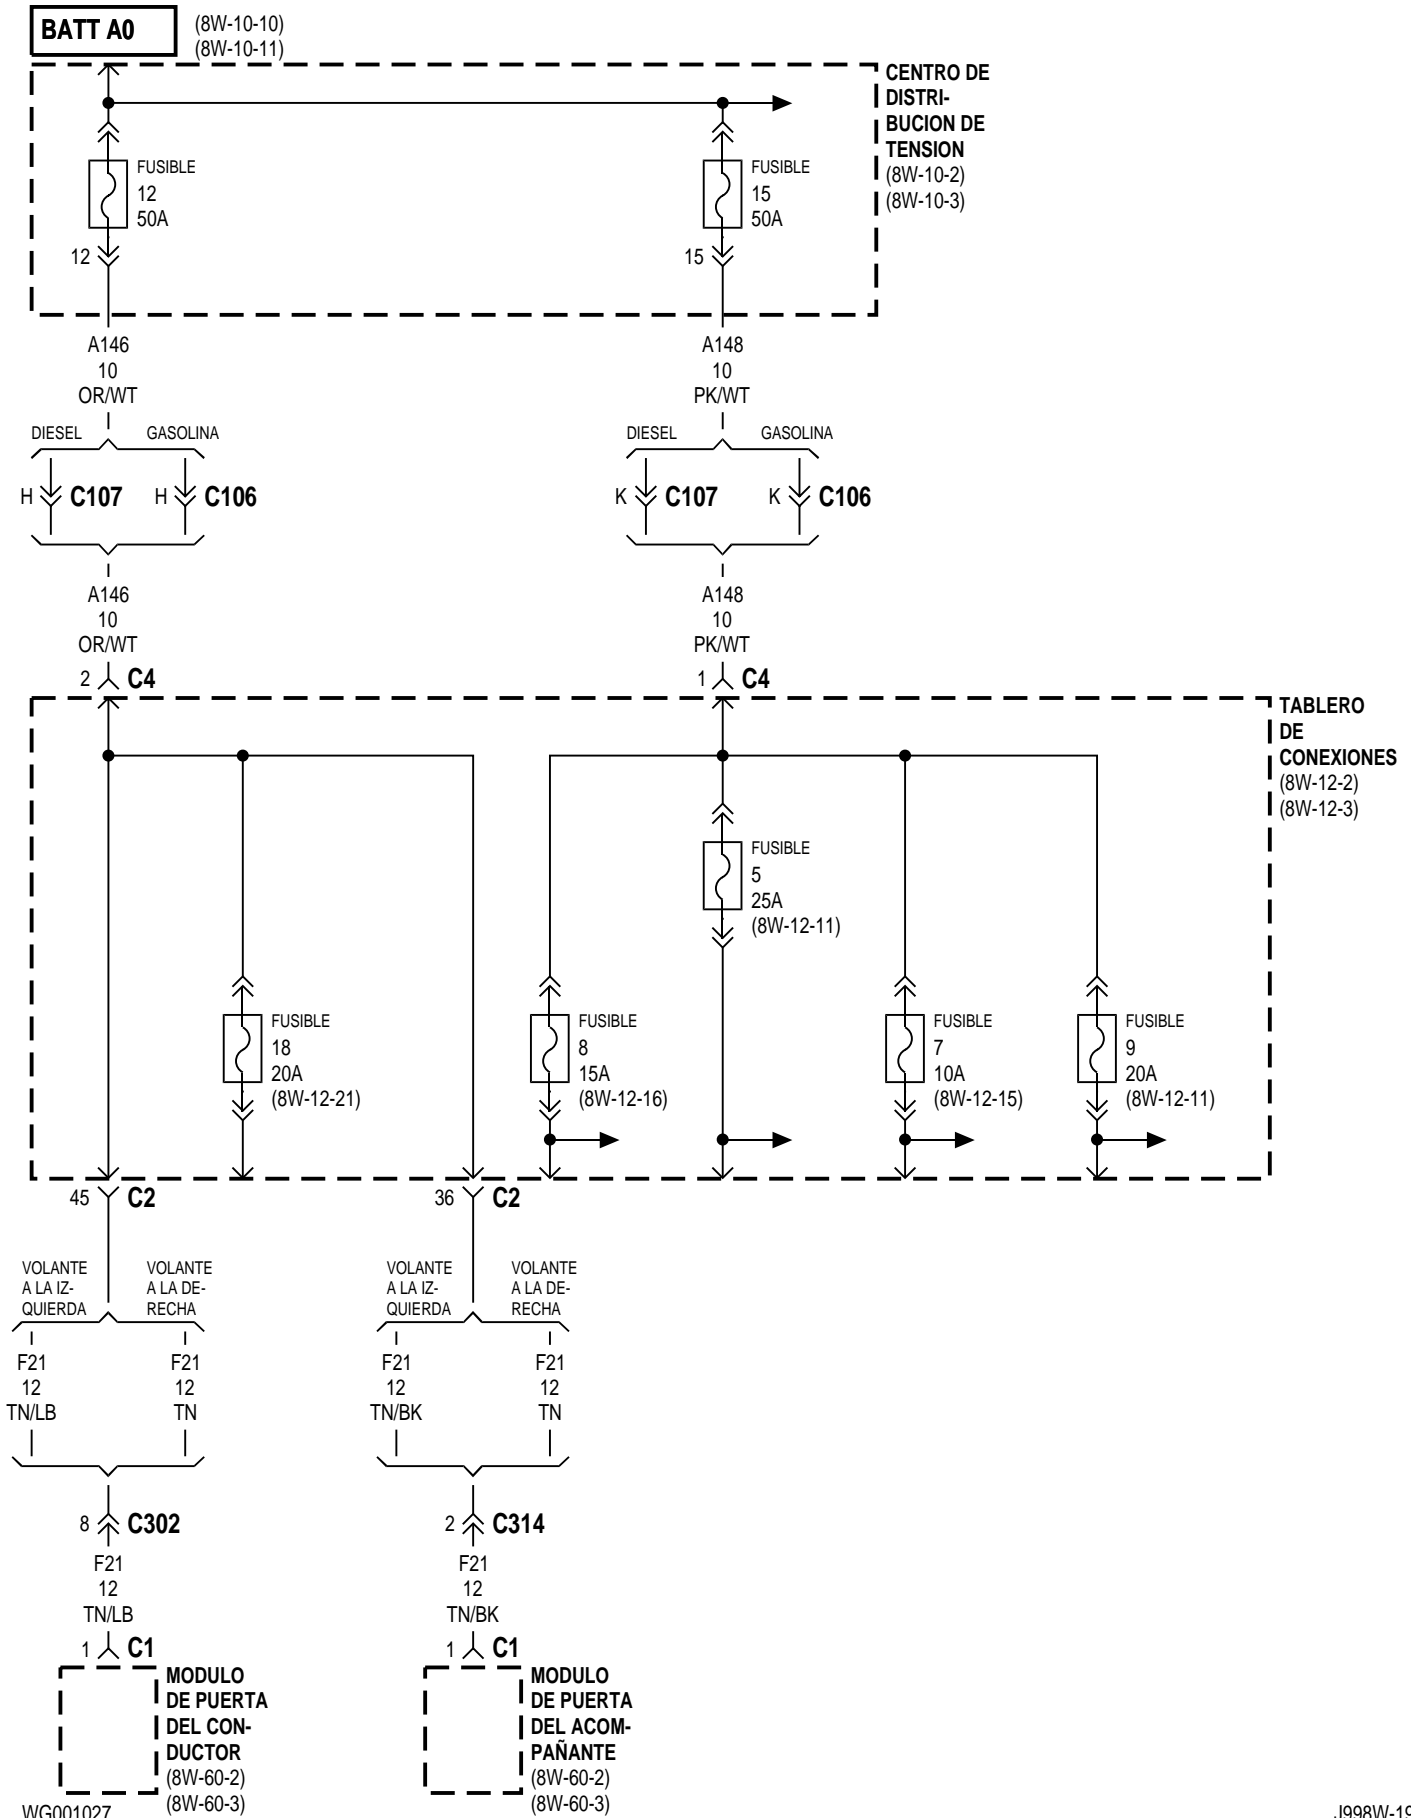 BATT A0
(8W-10-10)
(8W-10-11)
CENTRO DE
DISTRI-
BUCION DE
TENSION
(8W-10-2)
(8W-10-3)
FUSIBLE
12
50A
12
FUSIBLE
15
50A
15
A146
10
OR/WT
A148
10
PK/WT
DIESEL
GASOLINA
H
C107
H
C106
DIESEL
GASOLINA
K
C107
K
C106
A146
10
OR/WT
2
C4
A148
10
PK/WT
1
C4
TABLERO
DE
CONEXIONES
(8W-12-2)
(8W-12-3)
FUSIBLE
5
25A
(8W-12-11)
FUSIBLE
18
20A
(8W-12-21)
FUSIBLE
8
15A
(8W-12-16)
FUSIBLE
7
10A
(8W-12-15)
FUSIBLE
9
20A
(8W-12-11)
45
C2
36
C2
VOLANTE
A LA IZ-
QUIERDA
VOLANTE
A LA DE-
RECHA
VOLANTE
A LA IZ-
QUIERDA
VOLANTE
A LA DE-
RECHA
F21
12
TN/LB
F21
12
TN
F21
12
TN/BK
F21
12
TN
8
C302
2
C314
F21
12
TN/LB
F21
12
TN/BK
1
C1
1
C1
MODULO
DE PUERTA
DEL CON-
DUCTOR
(8W-60-2)
(8W-60-3)
MODULO
DE PUERTA
DEL ACOM-
PAÑANTE
(8W-60-2)
(8W-60-3)
WG001027
J998W-19